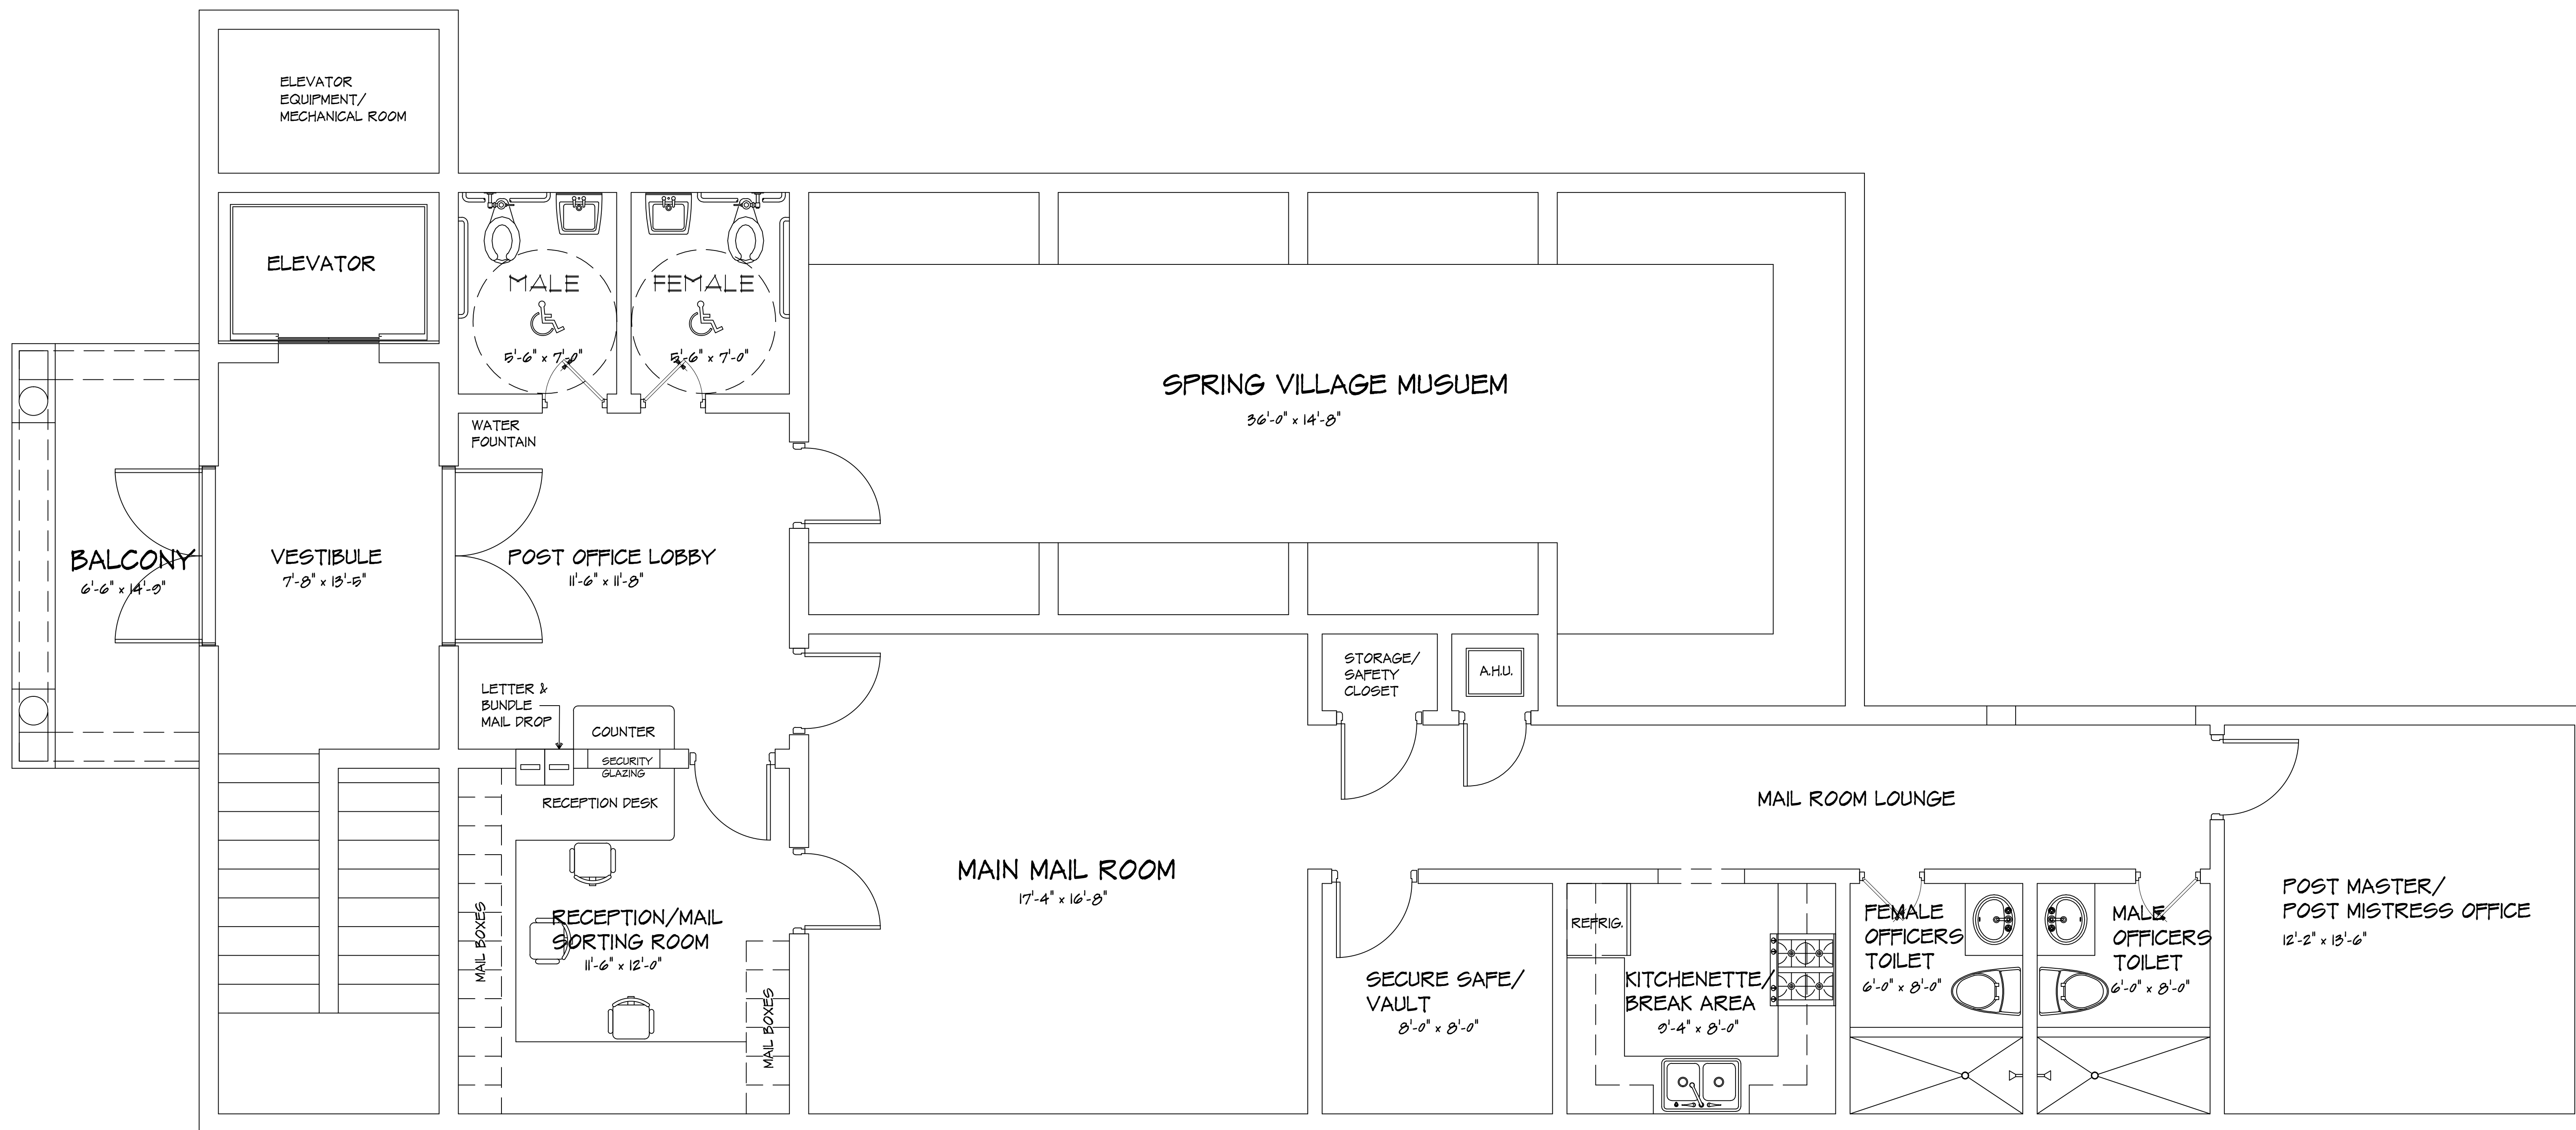 ELEVATOR
EQUIPMENT/
MECHANICAL ROOM
ELEVATOR
MALE
5'-6" x 7'-0"
FEMALE
5'-6" x 7'-0"
WATER
FOUNTAIN
SPRING VILLAGE MUSUEM
36'-0" x 14'-8"
BALCONY
6'-6" x 14'-9"
VESTIBULE
7'-8" x 13'-5"
POST OFFICE LOBBY
11'-6" x 11'-8"
LETTER &
BUNDLE
MAIL DROP
COUNTER
SECURITY
GLAZING
RECEPTION DESK
STORAGE/
SAFETY
CLOSET
A.H.U.
MAIL ROOM LOUNGE
MAIN MAIL ROOM
17'-4" x 16'-8"
MAIL BOXES
RECEPTION/MAIL
SORTING ROOM
11'-6" x 12'-0"
MAIL BOXES
SECURE SAFE/
VAULT
8'-0" x 8'-0"
REFRIG.
KITCHENETTE/
BREAK AREA
9'-4" x 8'-0"
FEMALE
OFFICERS
TOILET
6'-0" x 8'-0"
MALE
OFFICERS
TOILET
6'-0" x 8'-0"
POST MASTER/
POST MISTRESS OFFICE
12'-2" x 13'-6"